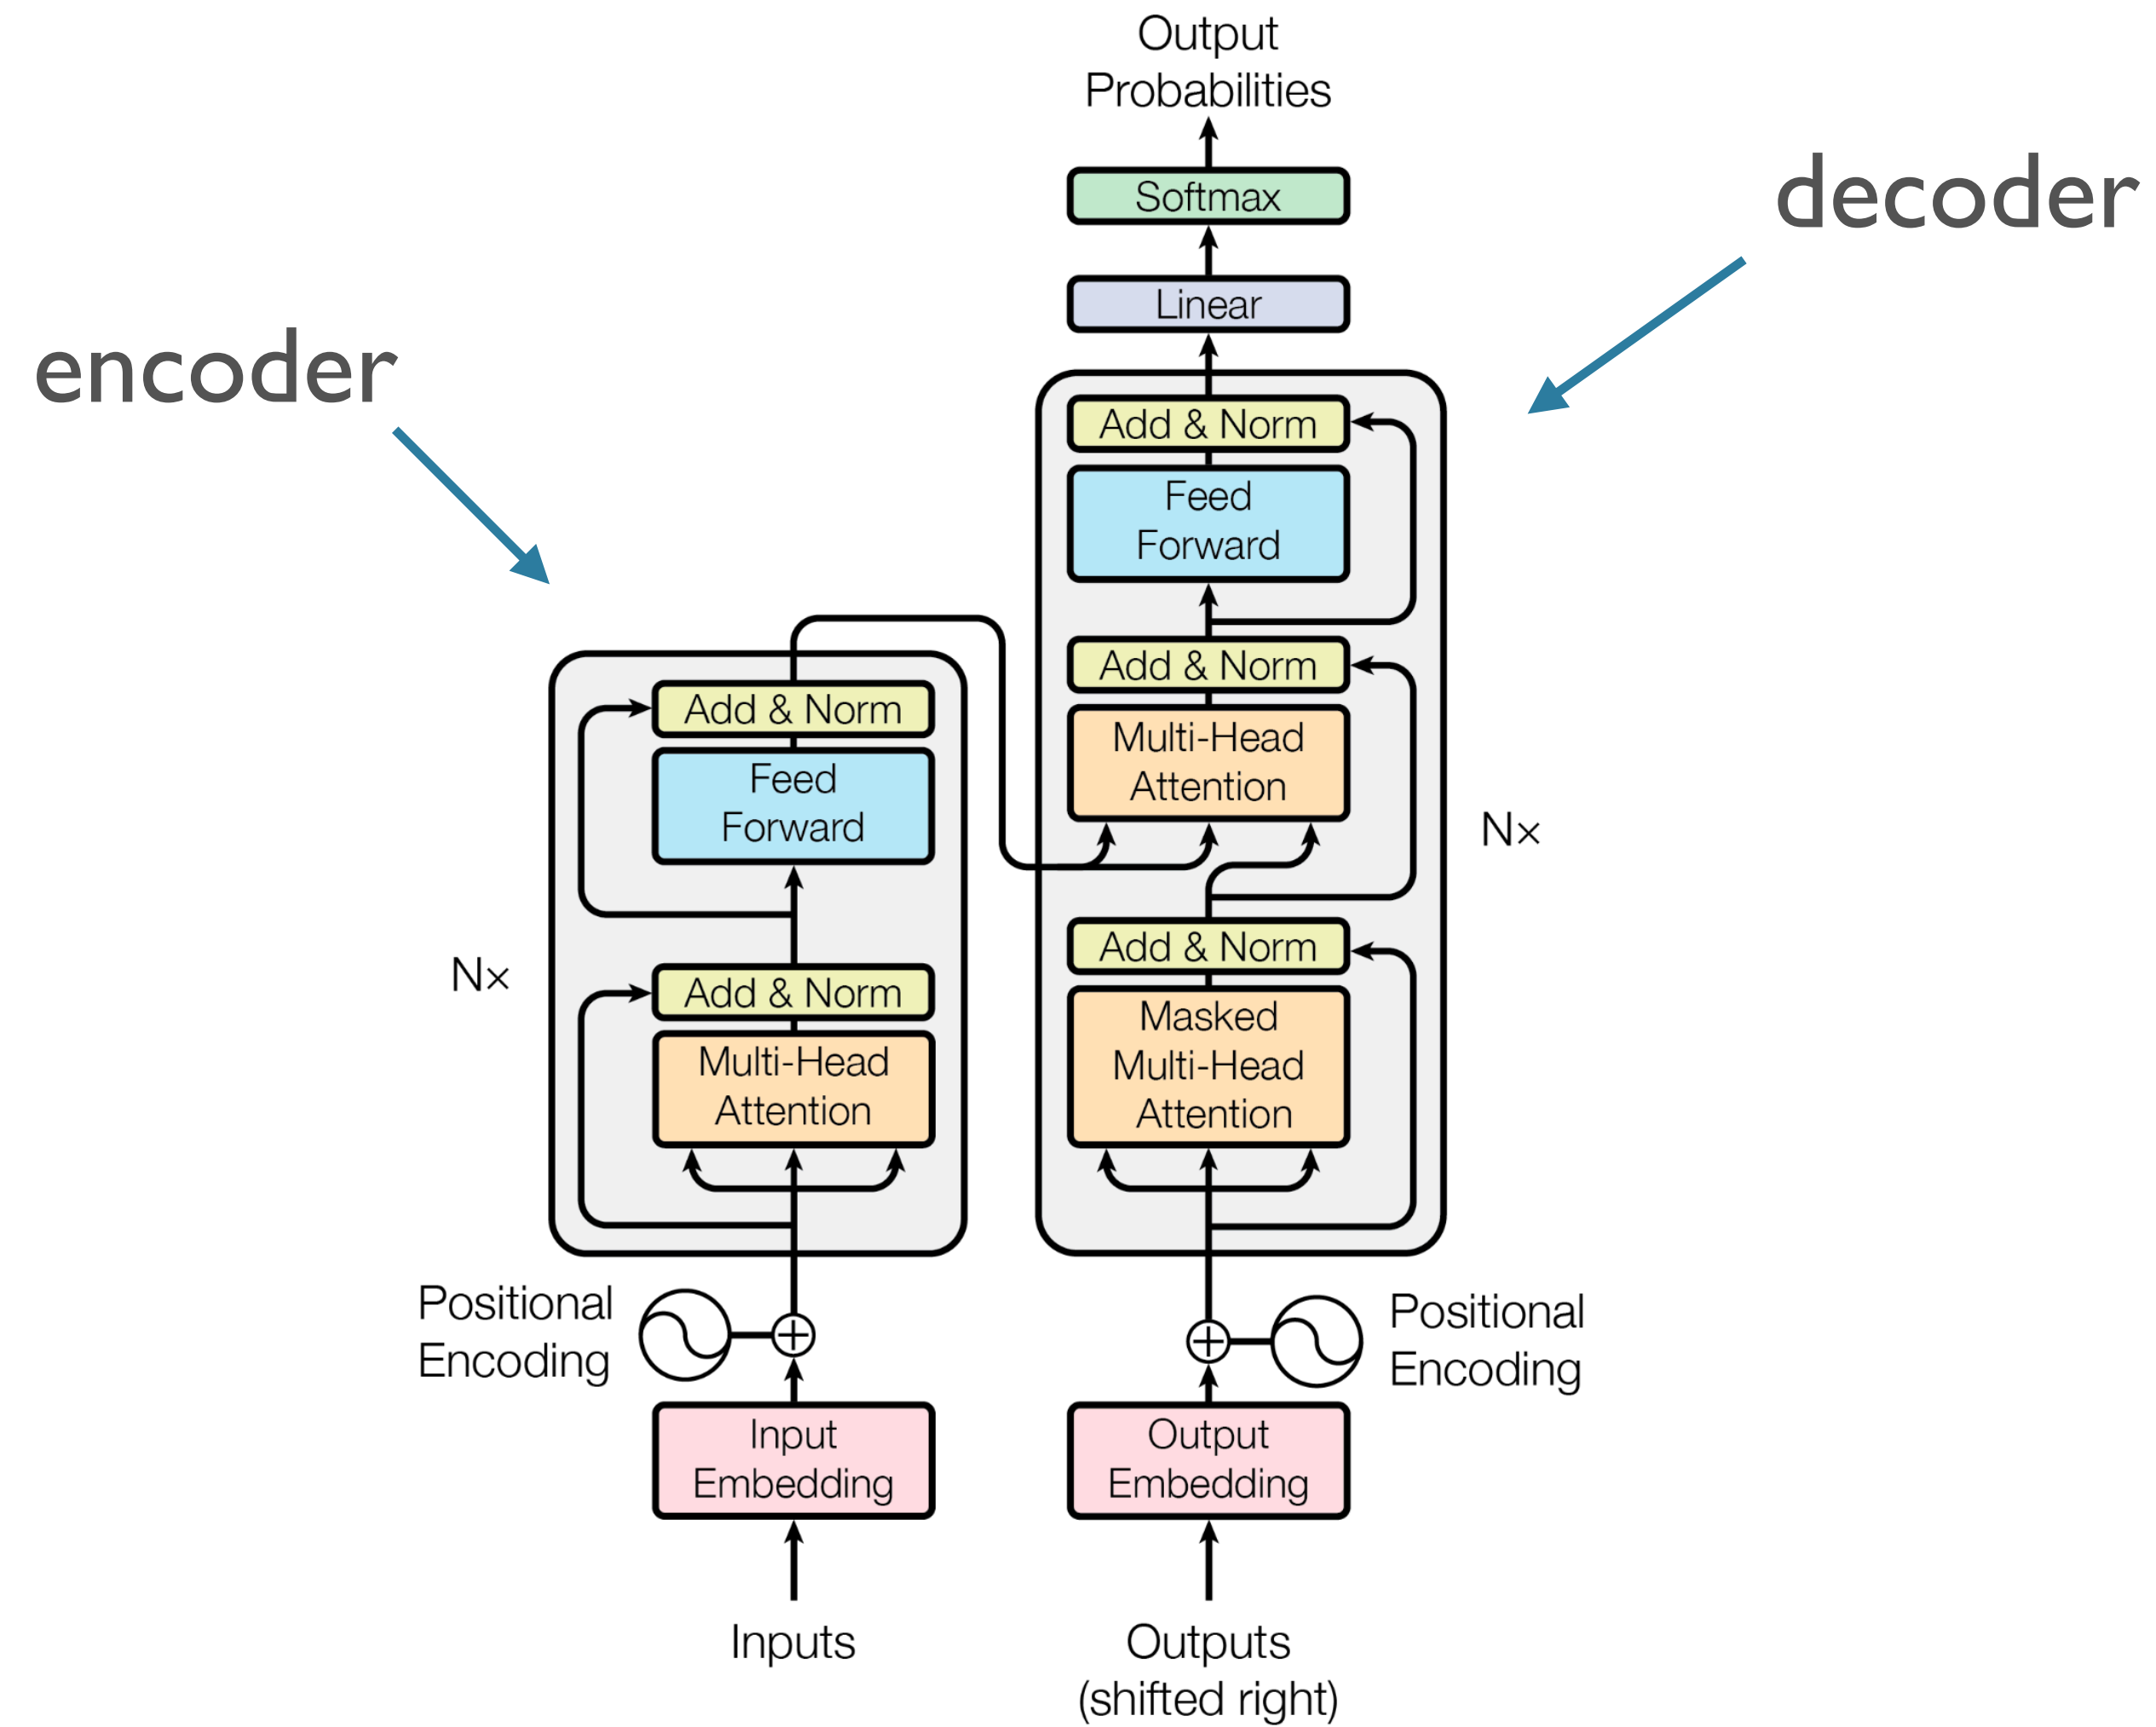 Output
Probabilities
Softmax
Linear
decoder
encoder
Add & Norm
Feed
Forward
Add & Norm
Multi-Head
Attention
Nx
Add & Norm
Masked
Multi-Head
Attention
Add & Norm
Feed
Forward
Nx
Add & Norm
Multi-Head
Attention
Positional
Encoding
Positional
Encoding
Input
Embedding
Output
Embedding
Inputs
Outputs
(shifted right)